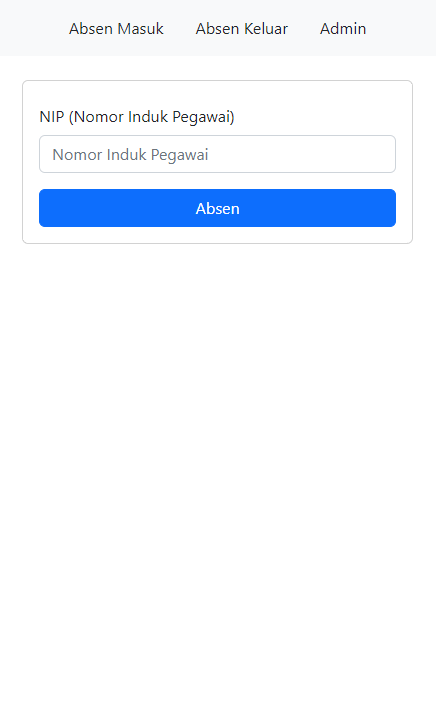 Absen Masuk Absen Keluar Admin
NIP (Nomor Induk Pegawai)
Nomor Induk Pegawai
Absen